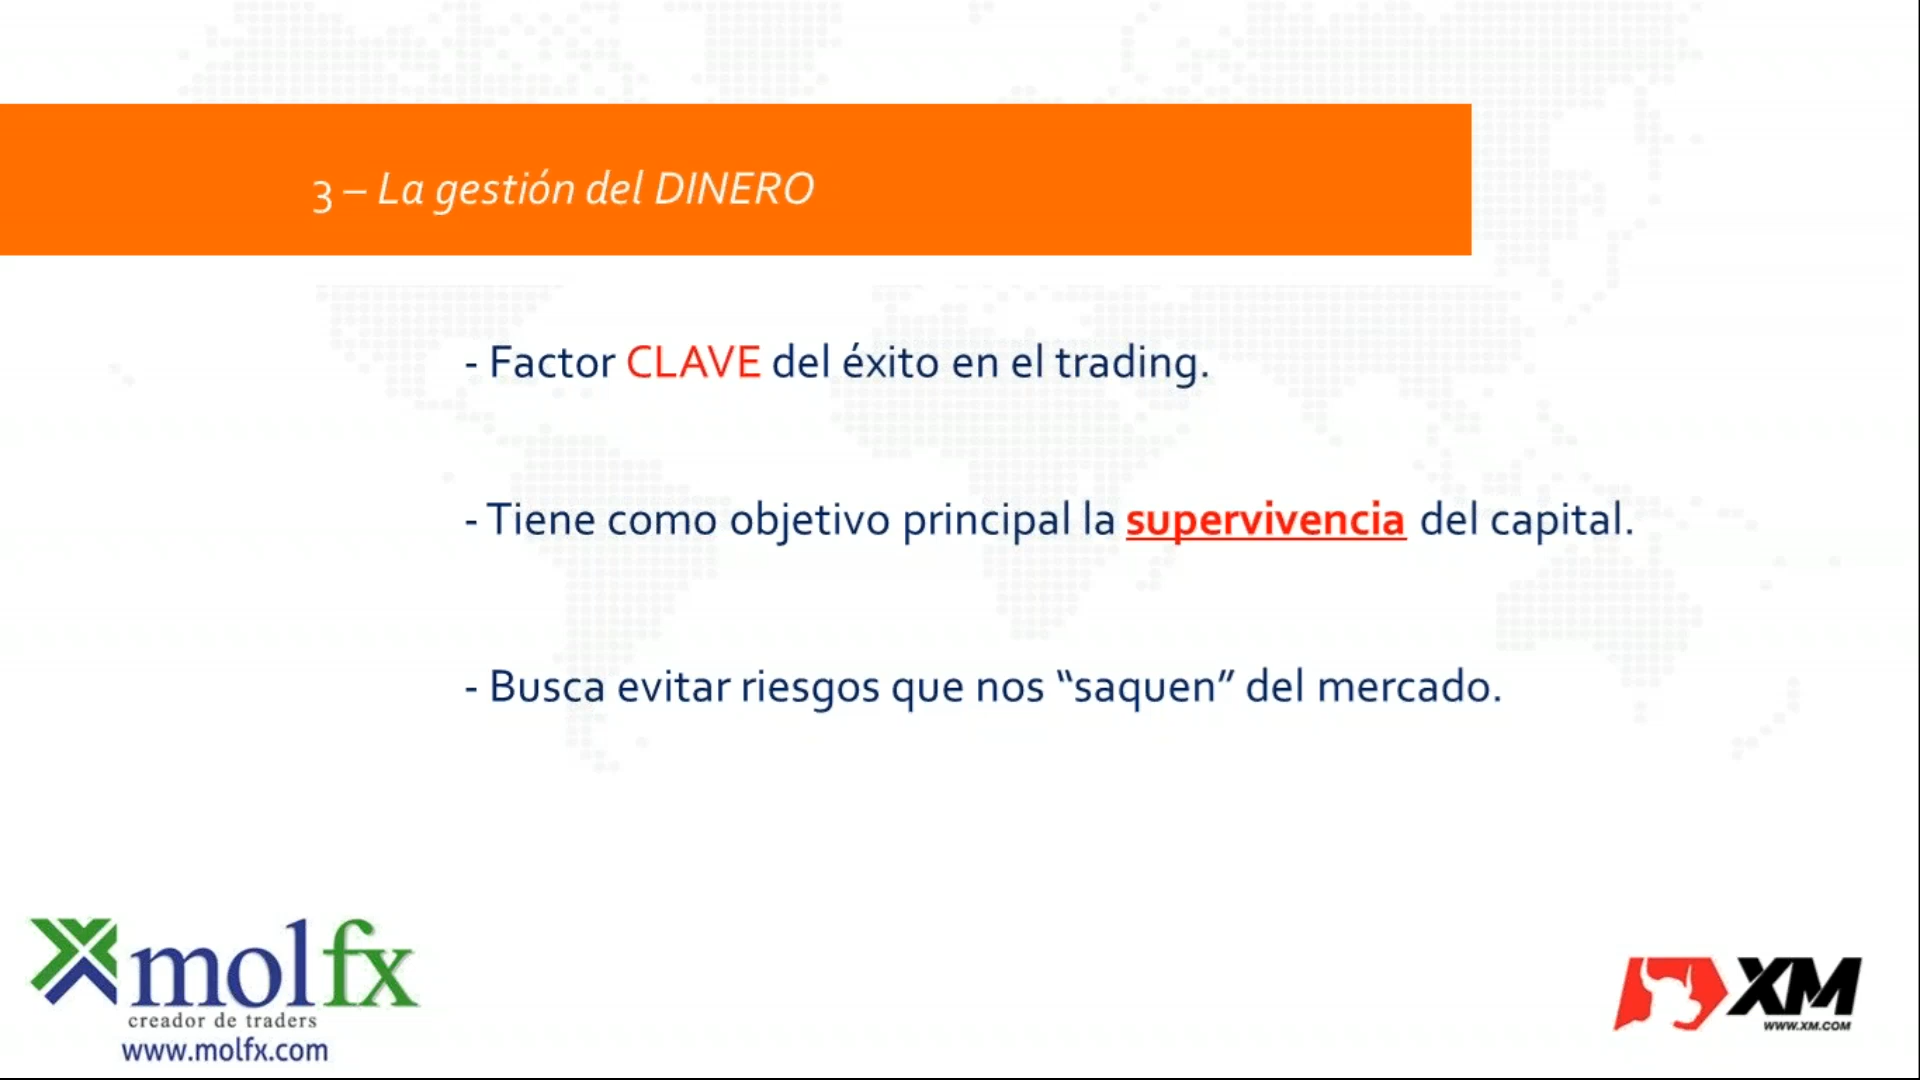 3 – La gestión del DINERO
- Factor CLAVE del éxito en el trading.
- Tiene como objetivo principal la supervivencia del capital.
- Busca evitar riesgos que nos “saquen” del mercado.
molfx
creador de traders
www.molfx.com
XM
WWW.XM.COM